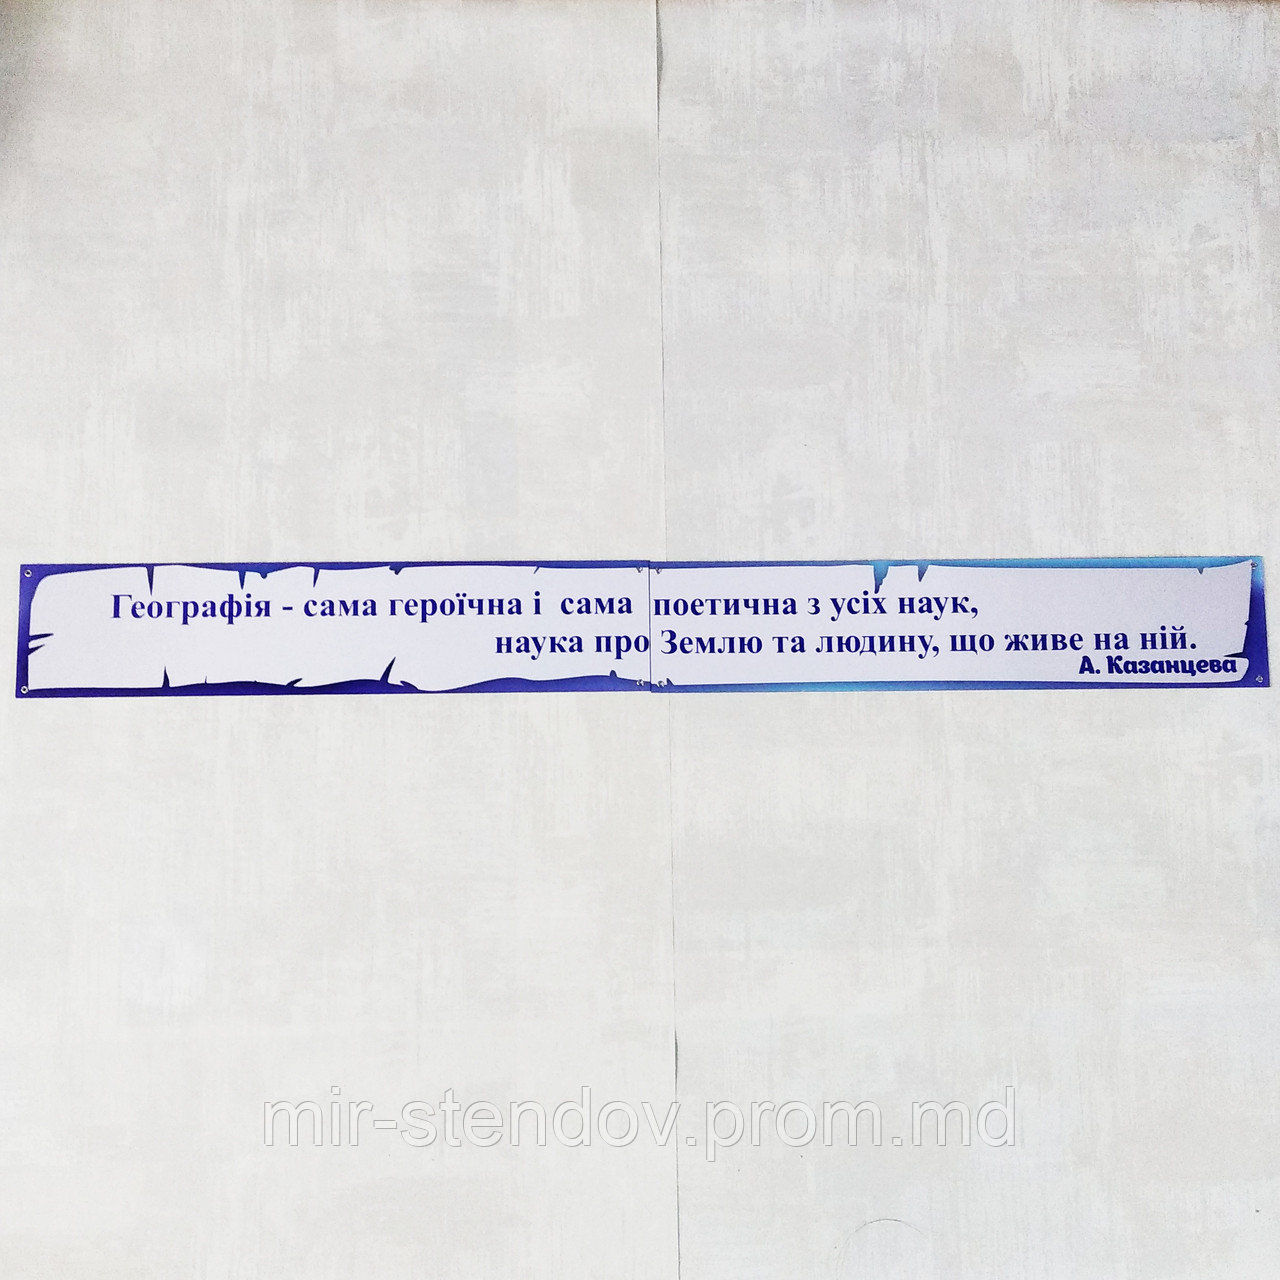 Географія - сама героїчна і сама поетична з усіх наук,
наука про Землю та людину, що живе на ній.
А. Казанцева
mir-stendov.prom.md